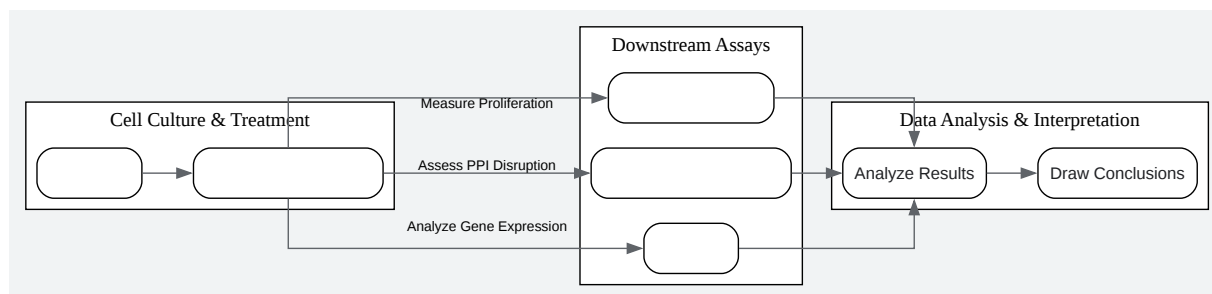 Downstream Assays
Measure Proliferation
Cell Culture & Treatment
Data Analysis & Interpretation
Assess PPI Disruption
Analyze Results
Draw Conclusions
Analyze Gene Expression